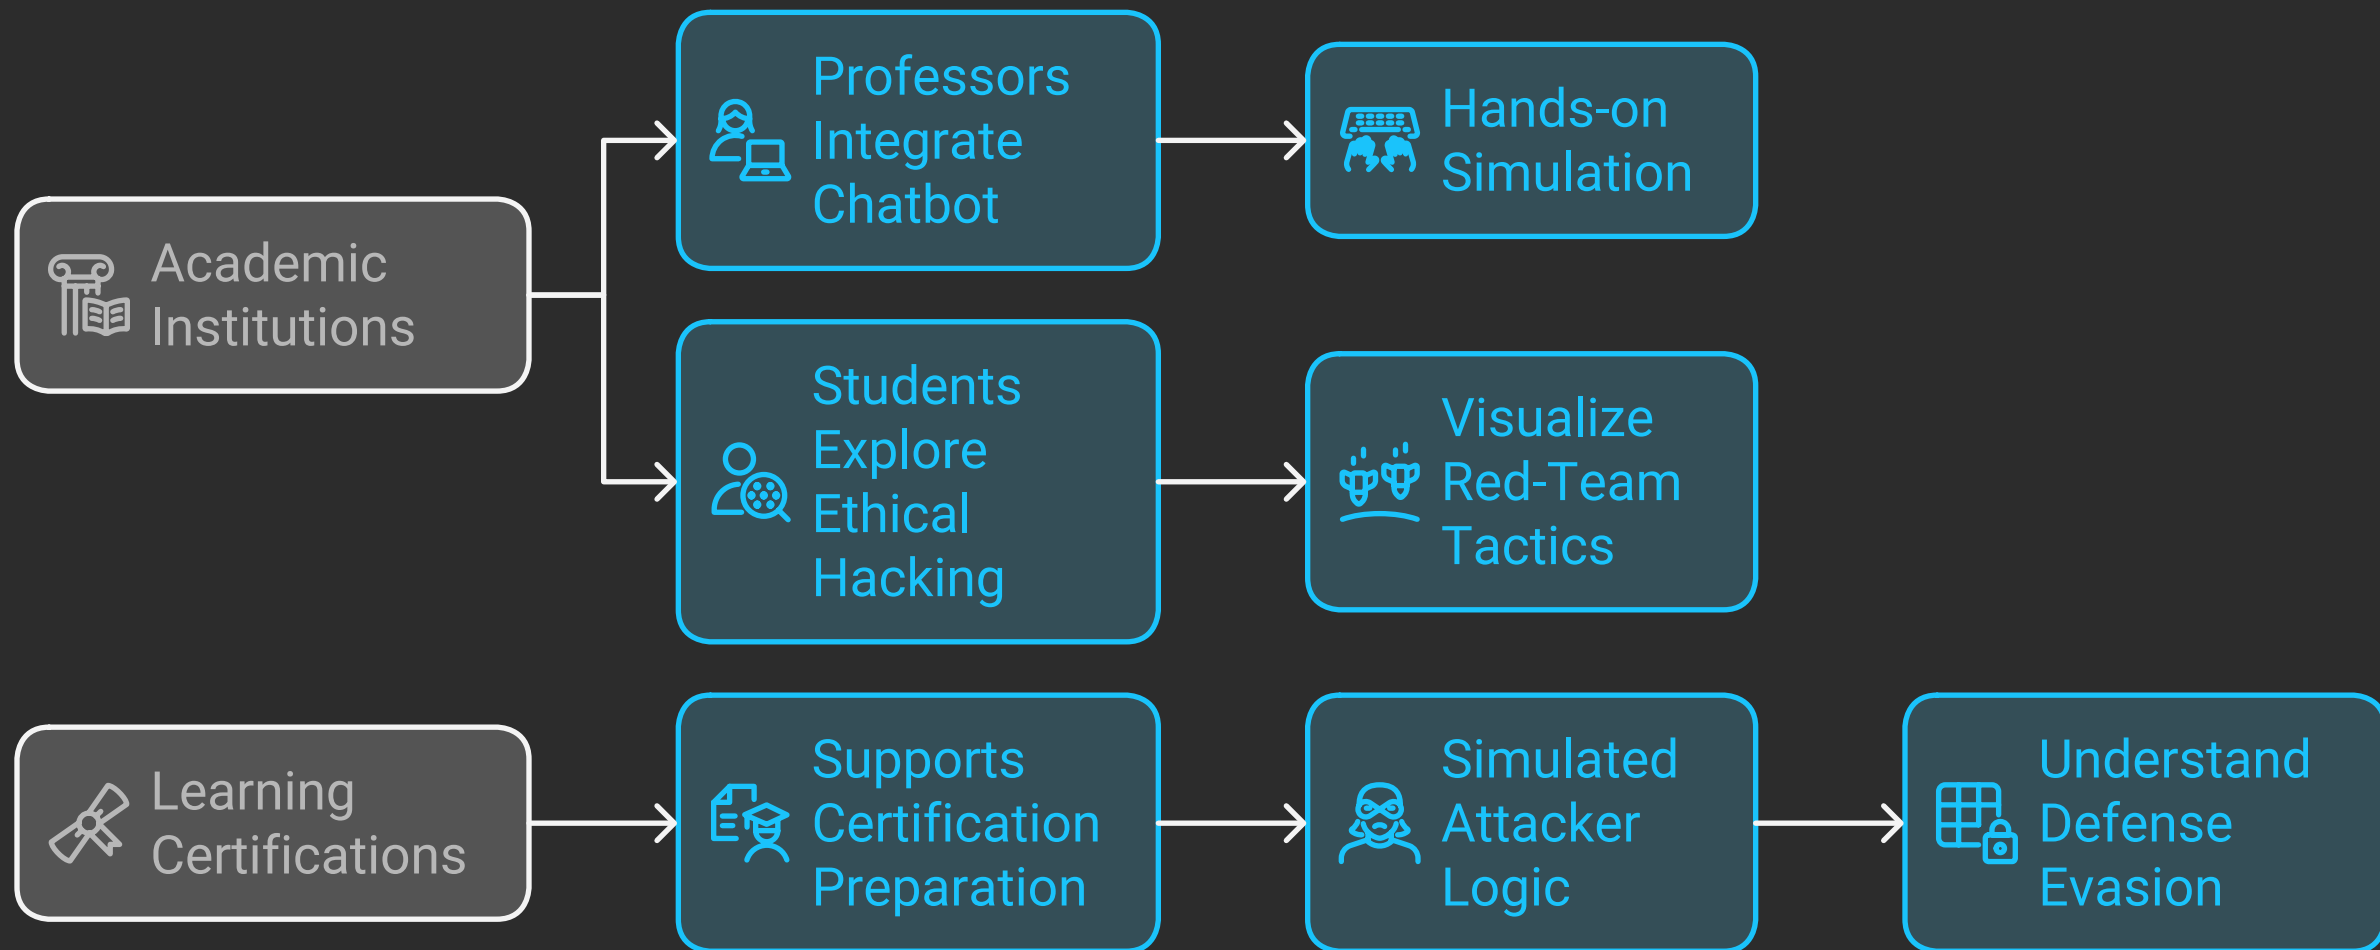 Academic
Institutions
Professors
Integrate
Chatbot
Hands-on
Simulation
Students
Explore
Ethical
Hacking
Visualize
Red-Team
Tactics
Learning
Certifications
Supports
Certification
Preparation
Simulated
Attacker
Logic
Understand
Defense
Evasion